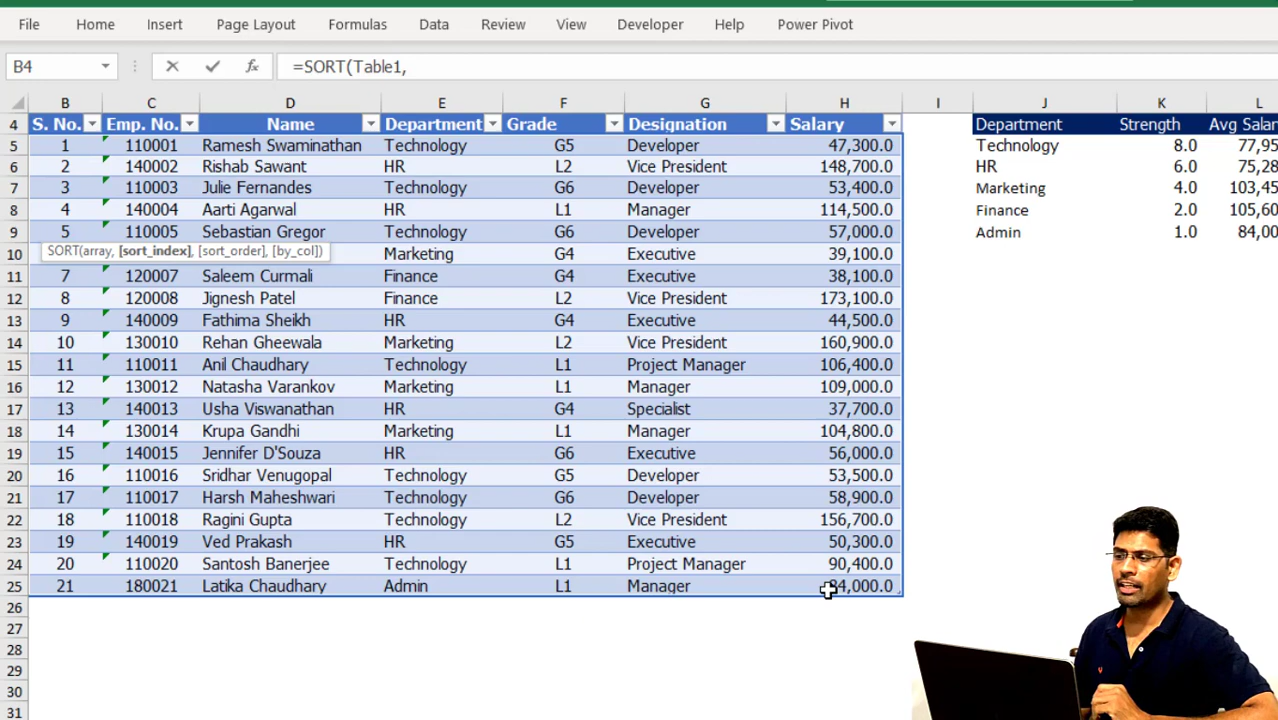 File Home Insert Page Layout Formulas Data Review View Developer Help Power Pivot
B4 fx =SORT(Table1,
B C D E F G H I J K L
4 S. No. Emp. No. Name Department Grade Designation Salary Department Strength Avg Salar
5 1 110001 Ramesh Swaminathan Technology G5 Developer 47,300.0 Technology 8.0 77,95
6 2 140002 Rishab Sawant HR L2 Vice President 148,700.0 HR 6.0 75,28
7 3 110003 Julie Fernandes Technology G6 Developer 53,400.0 Marketing 4.0 103,45
8 4 140004 Aarti Agarwal HR L1 Manager 114,500.0 Finance 2.0 105,60
9 5 110005 Sebastian Gregor Technology G6 Developer 57,000.0 Admin 1.0 84,00
10 SORT(array, [sort_index], [sort_order], [by_col]) Marketing G4 Executive 39,100.0
11 7 120007 Saleem Curmali Finance G4 Executive 38,100.0
12 8 120008 Jignesh Patel Finance L2 Vice President 173,100.0
13 9 140009 Fathima Sheikh HR L4 Executive 44,500.0
14 10 130010 Rehan Gheewala Marketing L2 Vice President 160,900.0
15 11 110011 Anil Chaudhary Technology L1 Project Manager 106,400.0
16 12 130012 Natasha Varankov Marketing L1 Manager 109,000.0
17 13 140013 Usha Viswanathan HR G4 Specialist 37,700.0
18 14 130014 Krupa Gandhi Marketing L1 Manager 104,800.0
19 15 140015 Jennifer D'Souza HR G6 Executive 56,000.0
20 16 110016 Sridhar Venugopal Technology G5 Developer 53,500.0
21 17 110017 Harsh Maheshwari Technology G6 Developer 58,900.0
22 18 110018 Ragini Gupta Technology L2 Vice President 156,700.0
23 19 140019 Ved Prakash HR G5 Executive 50,300.0
24 20 110020 Santosh Banerjee Technology L1 Project Manager 90,400.0
25 21 180021 Latika Chaudhary Admin L1 Manager 84,000.0
26
27
28
29
30
31